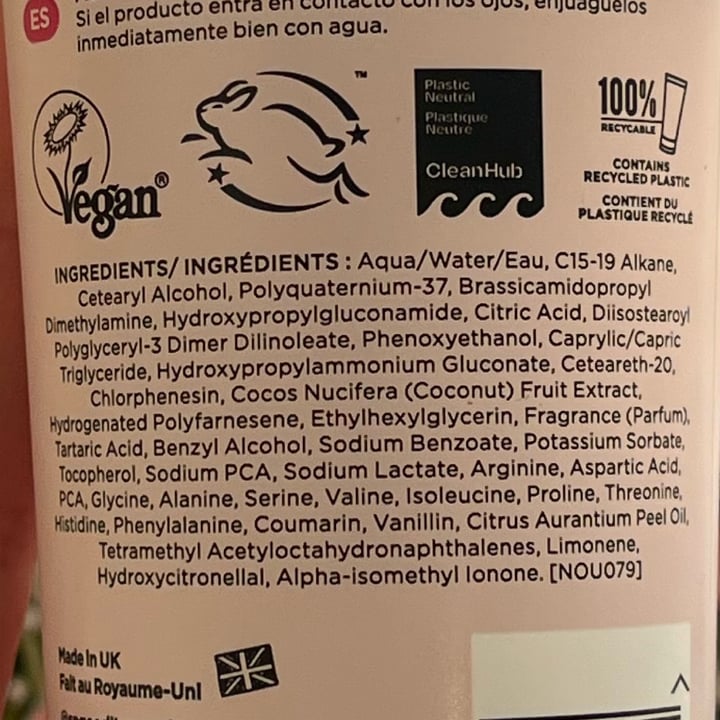 ES
Si el producto entra en contacto con los ojos, enjuáguelos
inmediatamente bien con agua.
Vegan®
™
Plastic
Neutral
Plastique
Neutre
CleanHub
100%
RECYCABLE
CONTAINS
RECYCLED PLASTIC
CONTIENT DU
PLASTIQUE RECYCLÉ
INGREDIENTS/ INGRÉDIENTS : Aqua/Water/Eau, C15-19 Alkane,
Cetearyl Alcohol, Polyquaternium-37, Brassicamidopropyl
Dimethylamine, Hydroxypropylgluconamide, Citric Acid, Diisostearoyl
Polyglyceryl-3 Dimer Dilinoleate, Phenoxyethanol, Caprylic/Capric
Triglyceride, Hydroxypropylammonium Gluconate, Ceteareth-20,
Chlorphenesin, Cocos Nucifera (Coconut) Fruit Extract,
Hydrogenated Polyfarnesene, Ethylhexylglycerin, Fragrance (Parfum),
Tartaric Acid, Benzyl Alcohol, Sodium Benzoate, Potassium Sorbate,
Tocopherol, Sodium PCA, Sodium Lactate, Arginine, Aspartic Acid,
PCA, Glycine, Alanine, Serine, Valine, Isoleucine, Proline, Threonine,
Histidine, Phenylalanine, Coumarin, Vanillin, Citrus Aurantium Peel Oil,
Tetramethyl Acetyloctahydronaphthalenes, Limonene,
Hydroxycitronellal, Alpha-isomethyl Ionone. [NOU079]
Made In UK
Fait au Royaume-Uni